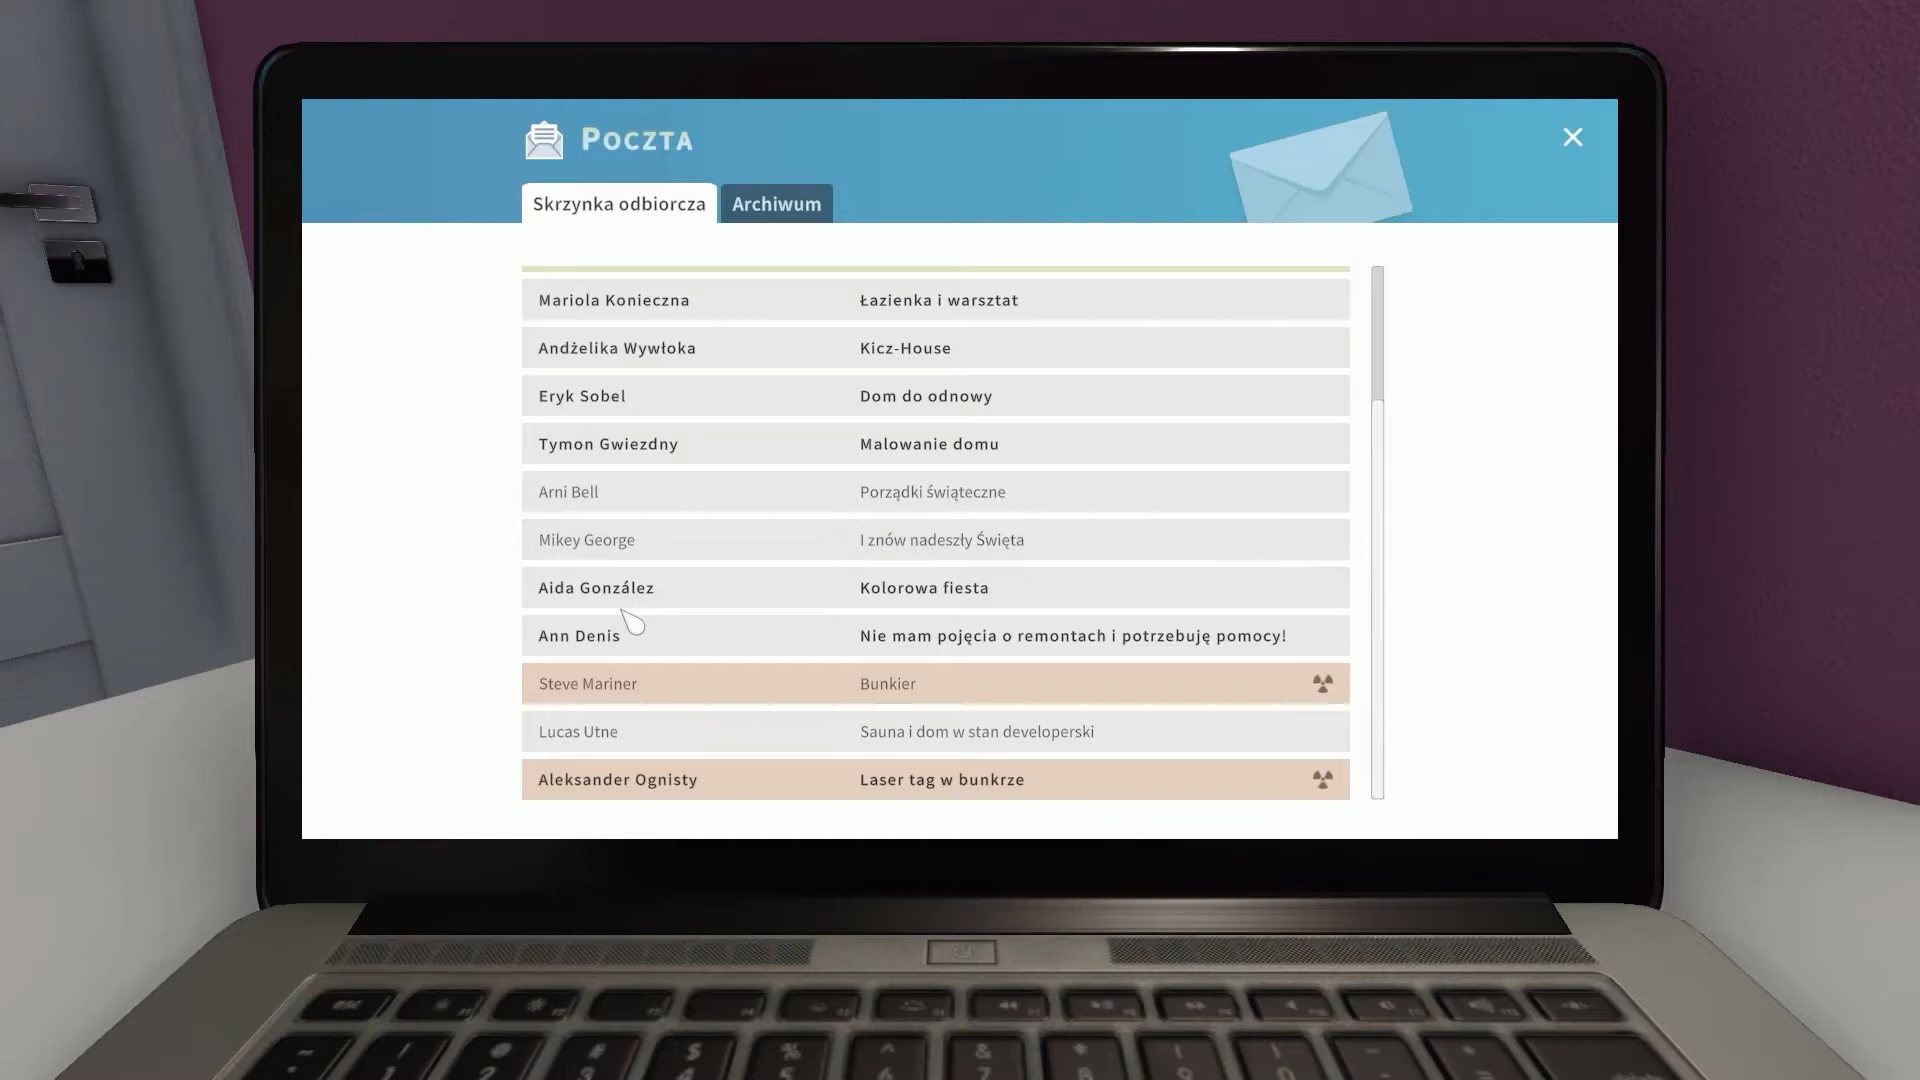 POCZTA
Skrzynka odbiorcza Archiwum
Mariola Konieczna Łazienka i warsztat
Andżelika Wywłoka Kicz-House
Eryk Sobel Dom do odnowy
Tymon Gwiezdny Malowanie domu
Arni Bell Porządki świąteczne
Mikey George I znów nadeszły Święta
Aida González Kolorowa fiesta
Ann Denis Nie mam pojęcia o remontach i potrzebuję pomocy!
Steve Mariner Bunkier
Lucas Utne Sauna i dom w stan developerski
Aleksander Ognisty Laser tag w bunkrze